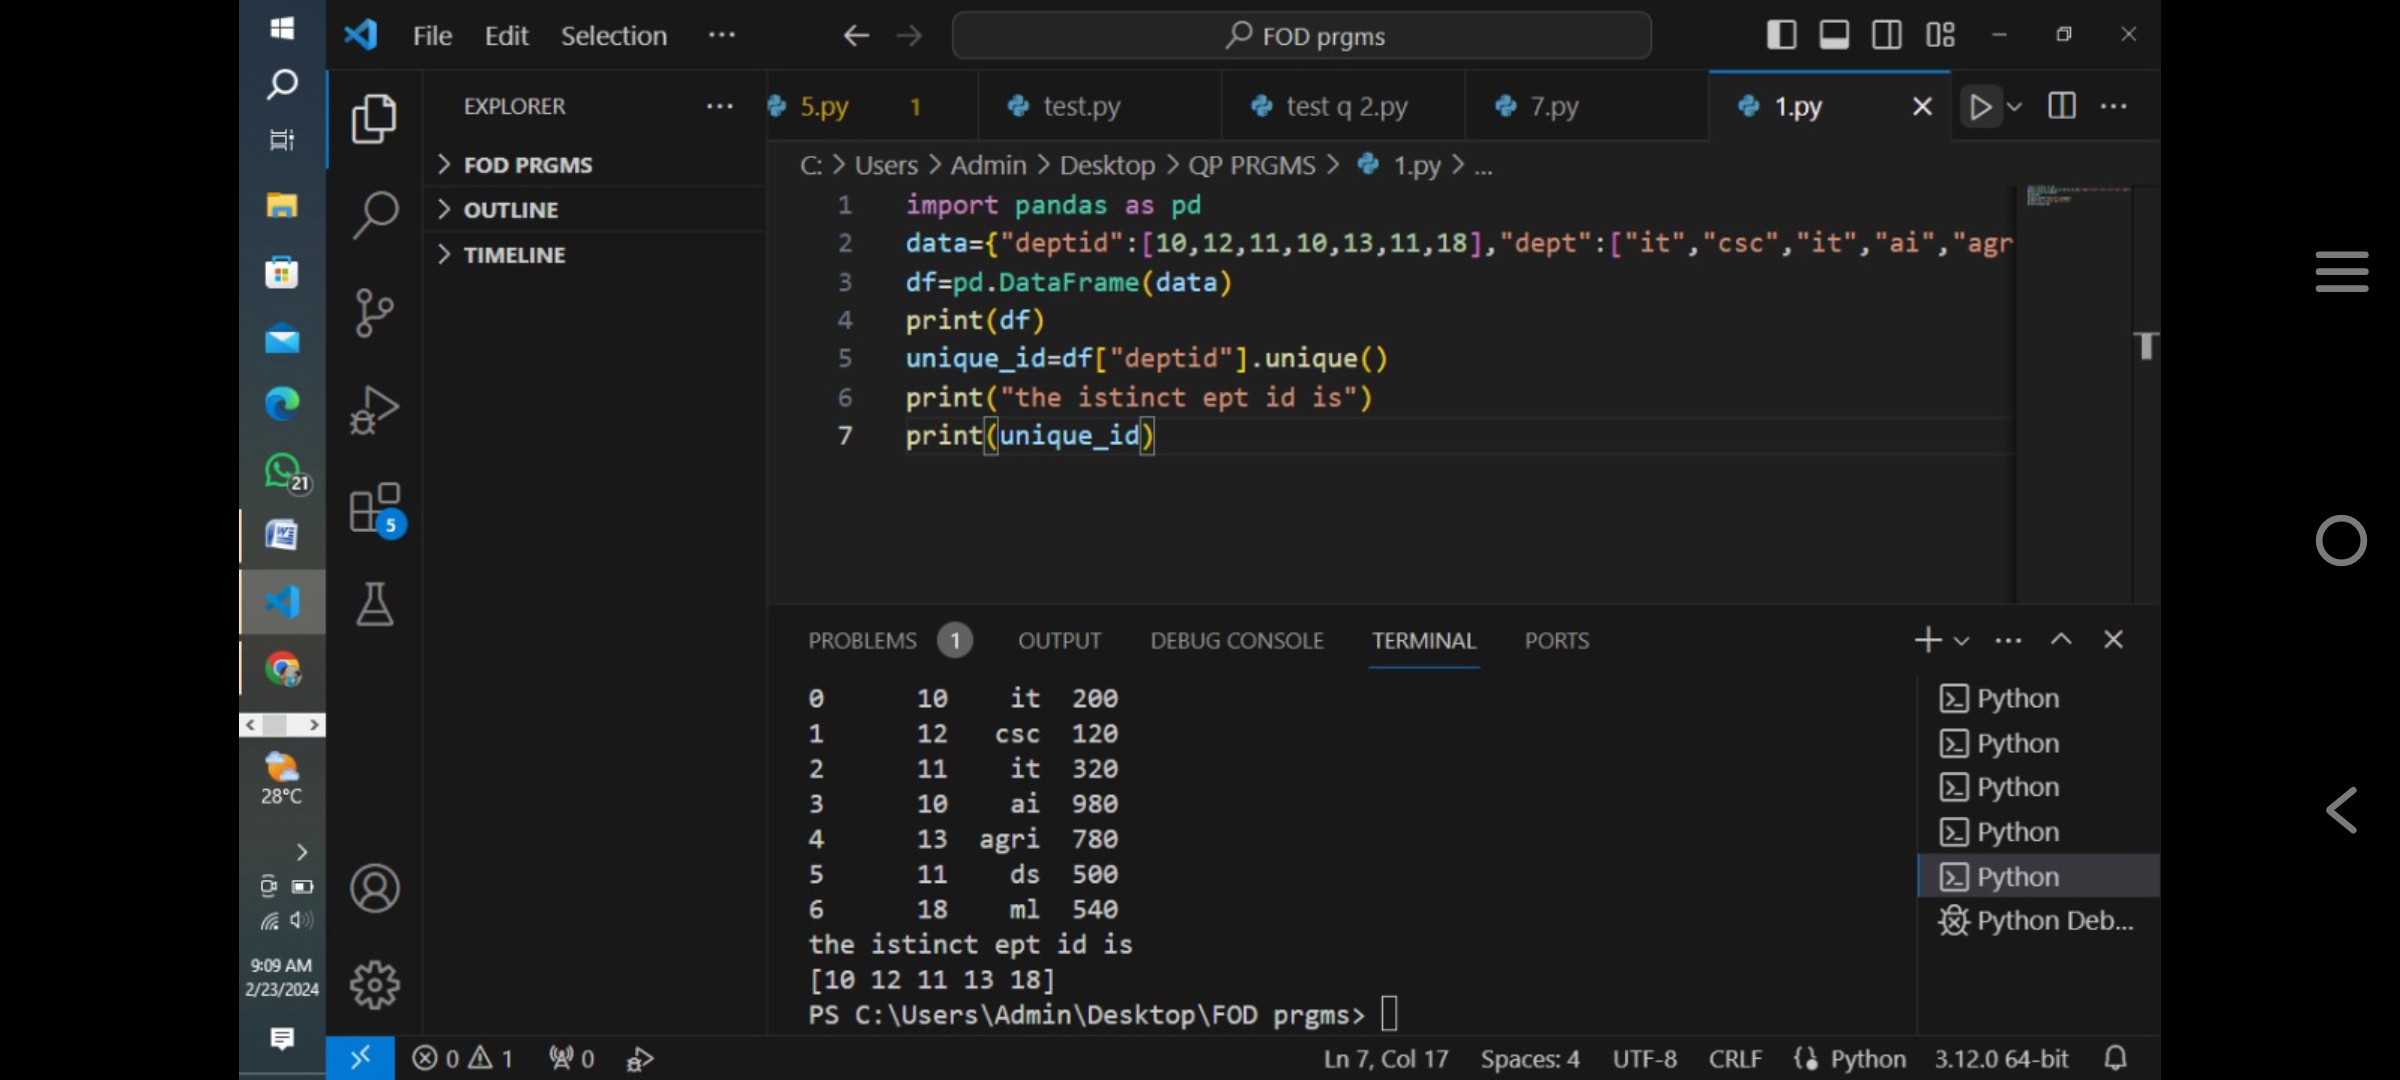 File Edit Selection ··· FOD prgms
EXPLORER ···
5.py 1 test.py test q 2.py 7.py 1.py
FOD PRGMS
OUTLINE
TIMELINE
C: > Users > Admin > Desktop > QP PRGMS > 1.py > ...
1 import pandas as pd
2 data={"deptid":[10,12,11,10,13,11,18],"dept":["it","csc","it","ai","agr
3 df=pd.DataFrame(data)
4 print(df)
5 unique_id=df["deptid"].unique()
6 print("the istinct ept id is")
7 print(unique_id)
21
5
PROBLEMS 1 OUTPUT DEBUG CONSOLE TERMINAL PORTS
0 10 it 200
1 12 csc 120
2 11 it 320
3 10 ai 980
4 13 agri 780
5 11 ds 500
6 18 ml 540
the istinct ept id is
[10 12 11 13 18]
PS C:\Users\Admin\Desktop\FOD prgms>
Python
Python
Python
Python
Python
Python Deb...
28°C
9:09 AM
2/23/2024
0 1 0 Ln 7, Col 17 Spaces: 4 UTF-8 CRLF Python 3.12.0 64-bit